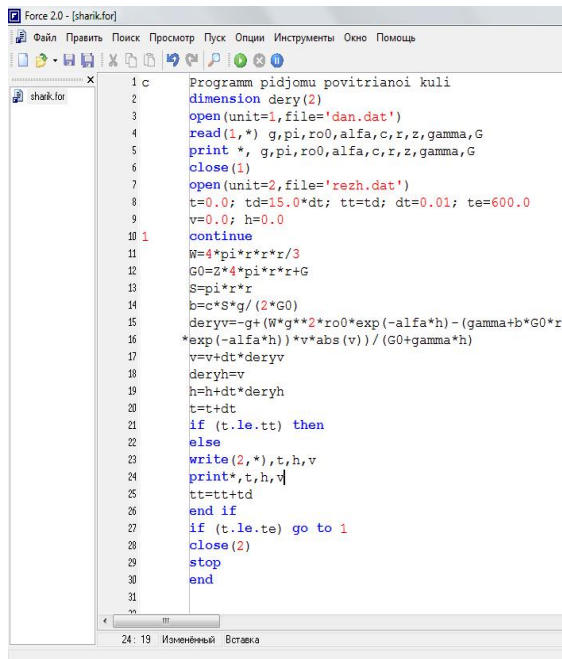 Force 2.0 - [sharik.for]
Файл Править Поиск Просмотр Пуск Опции Инструменты Окно Помощь
sharik.for
1 c Programm pidjomu povitrianoi kuli
2 dimension dery(2)
3 open(unit=1,file='dan.dat')
4 read(1,*) g,pi,ro0,alfa,c,r,z,gamma,G
5 print *, g,pi,ro0,alfa,c,r,z,gamma,G
6 close(1)
7 open(unit=2,file='rezh.dat')
8 t=0.0; td=15.0*dt; tt=td; dt=0.01; te=600.0
9 v=0.0; h=0.0
10 1 continue
11 W=4*pi*r*r*r/3
12 G0=Z*4*pi*r*r+G
13 S=pi*r*r
14 b=c*S*g/(2*G0)
15 deryv=-g+(W*g**2*ro0*exp(-alfa*h)-(gamma+b*G0*r
16 *exp(-alfa*h))*v*abs(v))/(G0+gamma*h)
17 v=v+dt*deryv
18 deryh=v
19 h=h+dt*deryh
20 t=t+dt
21 if (t.le.tt) then
22 else
23 write(2,*),t,h,v
24 print*,t,h,v
25 tt=tt+td
26 end if
27 if (t.le.te) go to 1
28 close(2)
29 stop
30 end
31
24: 19 Изменённый Вставка